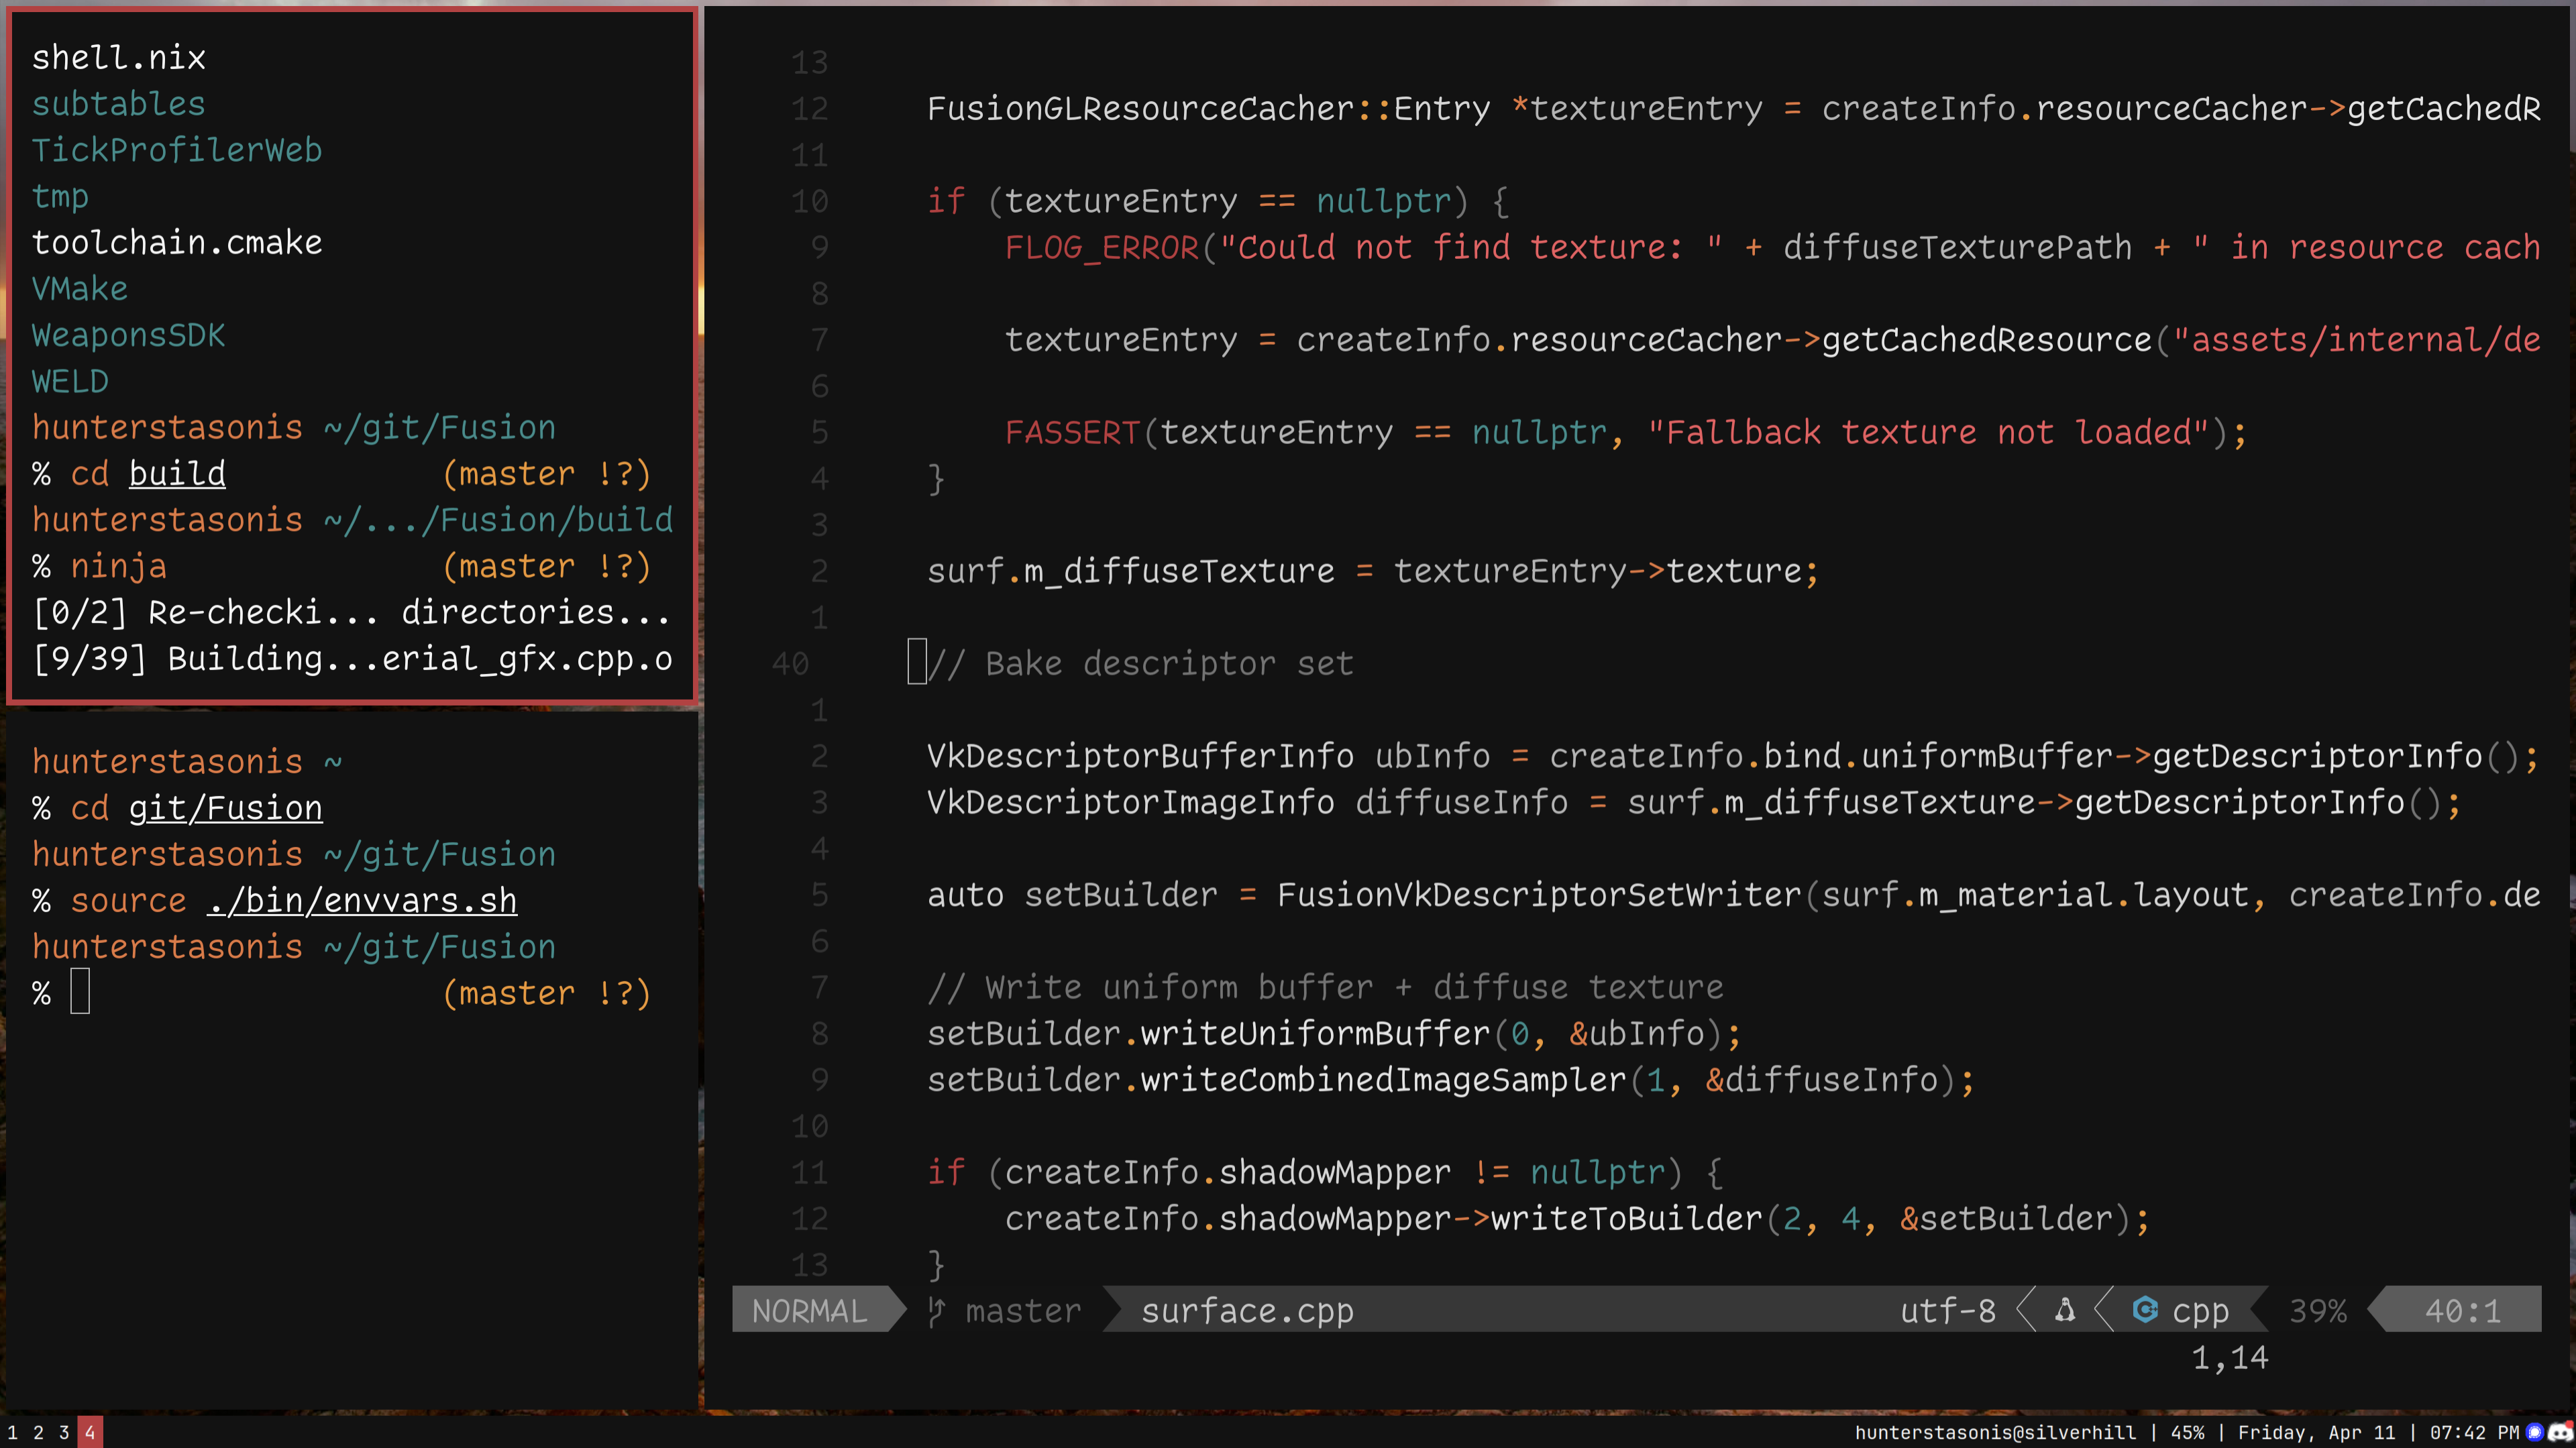 shell.nix
subtables
TickProfilerWeb
tmp
toolchain.cmake
VMake
WeaponsSDK
WELD
hunterstasonis ~/git/Fusion
% cd build (master !?)
hunterstasonis ~/.../Fusion/build
% ninja (master !?)
[0/2] Re-checki... directories...
[9/39] Building...erial_gfx.cpp.o
hunterstasonis ~
% cd git/Fusion
hunterstasonis ~/git/Fusion
% source ./bin/envvars.sh
hunterstasonis ~/git/Fusion
% (master !?)
13
12 FusionGLResourceCacher::Entry *textureEntry = createInfo.resourceCacher->getCachedR
11
10 if (textureEntry == nullptr) {
9 FLOG_ERROR("Could not find texture: " + diffuseTexturePath + " in resource cach
8
7 textureEntry = createInfo.resourceCacher->getCachedResource("assets/internal/de
6
5 FASSERT(textureEntry == nullptr, "Fallback texture not loaded");
4 }
3
2 surf.m_diffuseTexture = textureEntry->texture;
1
40 // Bake descriptor set
1
2 VkDescriptorBufferInfo ubInfo = createInfo.bind.uniformBuffer->getDescriptorInfo();
3 VkDescriptorImageInfo diffuseInfo = surf.m_diffuseTexture->getDescriptorInfo();
4
5 auto setBuilder = FusionVkDescriptorSetWriter(surf.m_material.layout, createInfo.de
6
7 // Write uniform buffer + diffuse texture
8 setBuilder.writeUniformBuffer(0, &ubInfo);
9 setBuilder.writeCombinedImageSampler(1, &diffuseInfo);
10
11 if (createInfo.shadowMapper != nullptr) {
12 createInfo.shadowMapper->writeToBuilder(2, 4, &setBuilder);
13 }
NORMAL master surface.cpp utf-8 cpp 39% 40:1
1,14
1 2 3 4 hunterstasonis@silverhill | 45% | Friday, Apr 11 | 07:42 PM